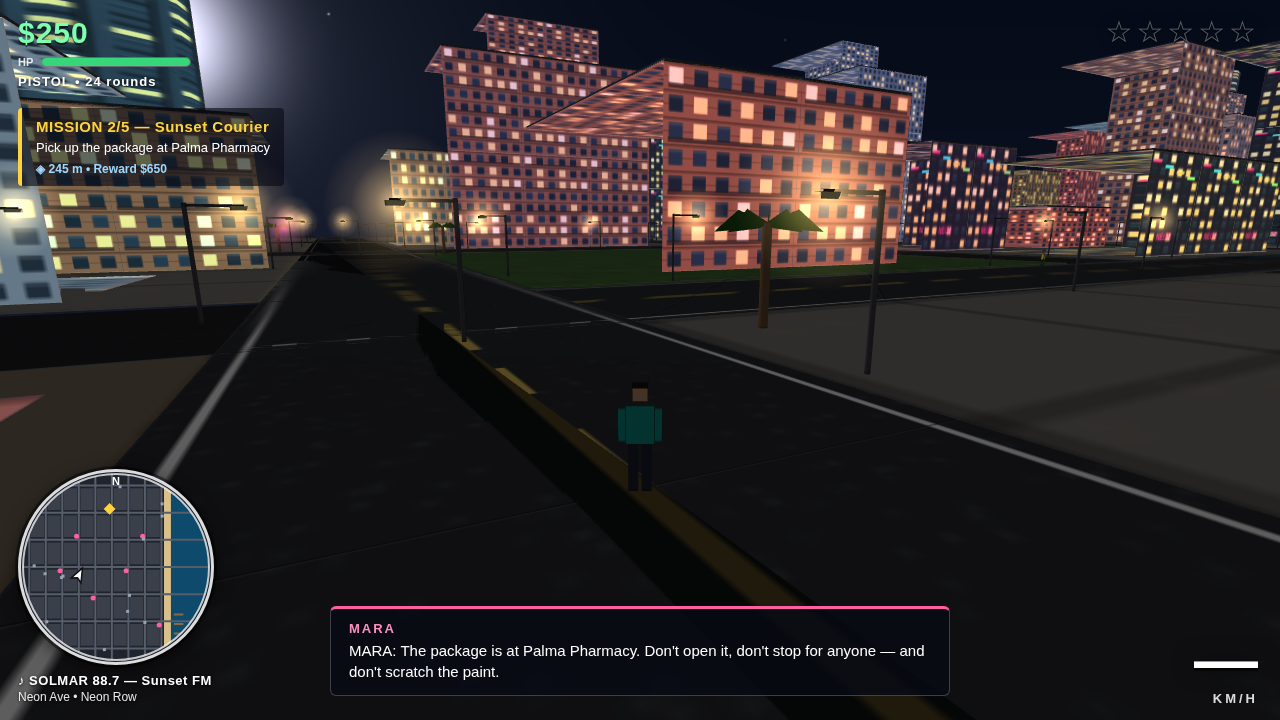 $250
HP
PISTOL • 24 rounds
MISSION 2/5 — Sunset Courier
Pick up the package at Palma Pharmacy
◈ 245 m • Reward $650
☆ ☆ ☆ ☆ ☆
N
MARA
MARA: The package is at Palma Pharmacy. Don't open it, don't stop for anyone — and
don't scratch the paint.
♪ SOLMAR 88.7 — Sunset FM
Neon Ave • Neon Row
KM/H